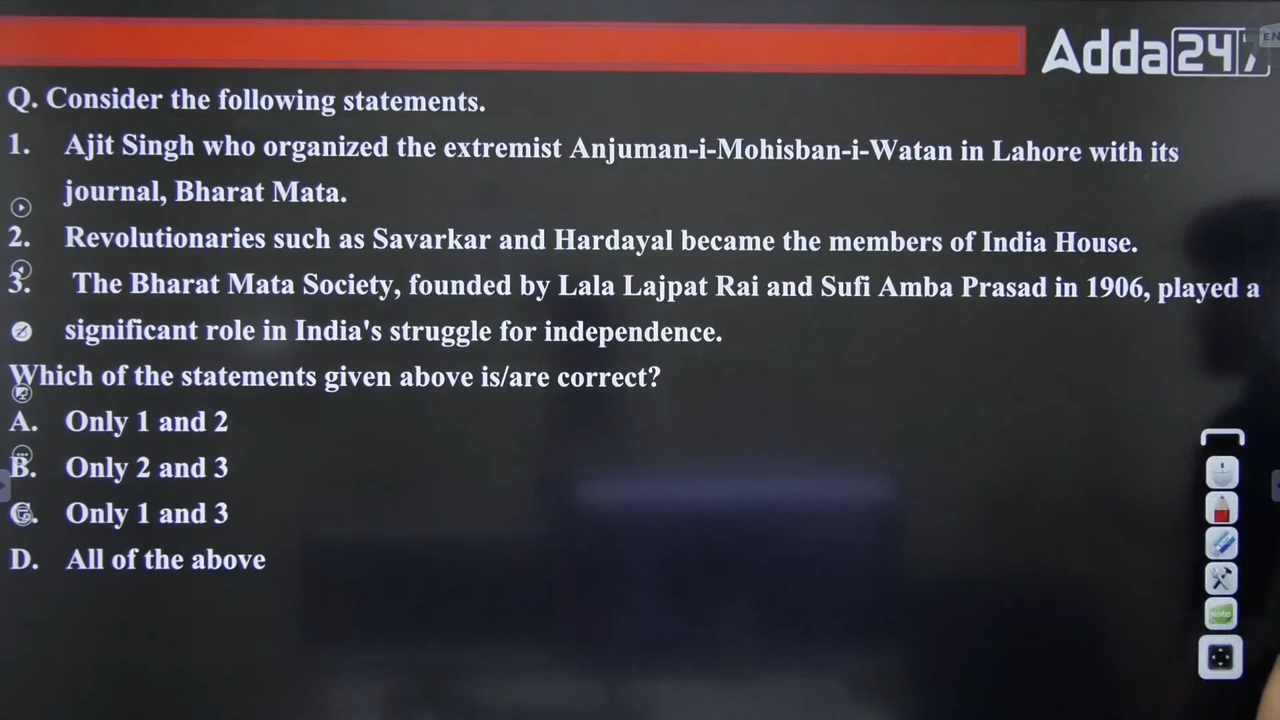 Adda247
EN
Q. Consider the following statements.
1. Ajit Singh who organized the extremist Anjuman-i-Mohisban-i-Watan in Lahore with its
journal, Bharat Mata.
2. Revolutionaries such as Savarkar and Hardayal became the members of India House.
3. The Bharat Mata Society, founded by Lala Lajpat Rai and Sufi Amba Prasad in 1906, played a
significant role in India's struggle for independence.
Which of the statements given above is/are correct?
A. Only 1 and 2
B. Only 2 and 3
C. Only 1 and 3
D. All of the above
Note